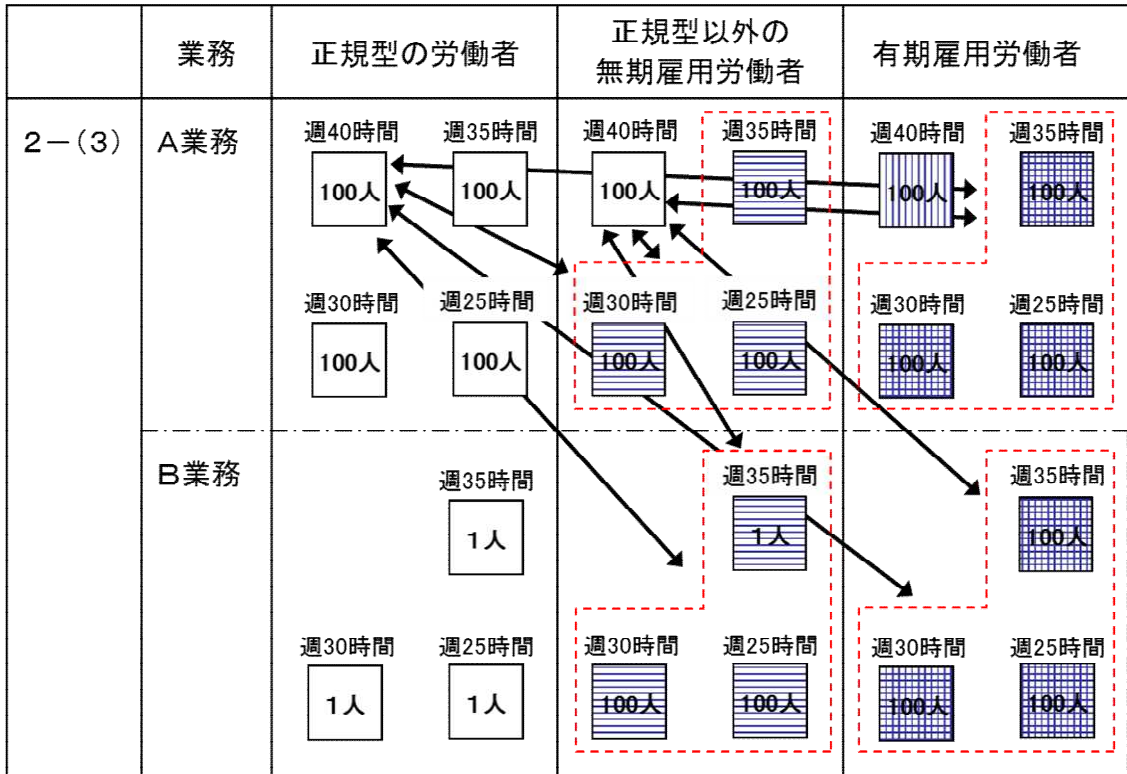 業務
正規型の労働者
正規型以外の
無期雇用労働者
有期雇用労働者
2－(3)
A業務
週40時間
週35時間
週40時間
週35時間
週40時間
週35時間
100人
100人
100人
100人
100人
100人
週30時間
週25時間
週30時間
週25時間
週30時間
週25時間
100人
100人
100人
100人
100人
100人
B業務
週35時間
週35時間
週35時間
1人
1人
100人
週30時間
週25時間
週30時間
週25時間
週30時間
週25時間
1人
1人
100人
100人
100人
100人